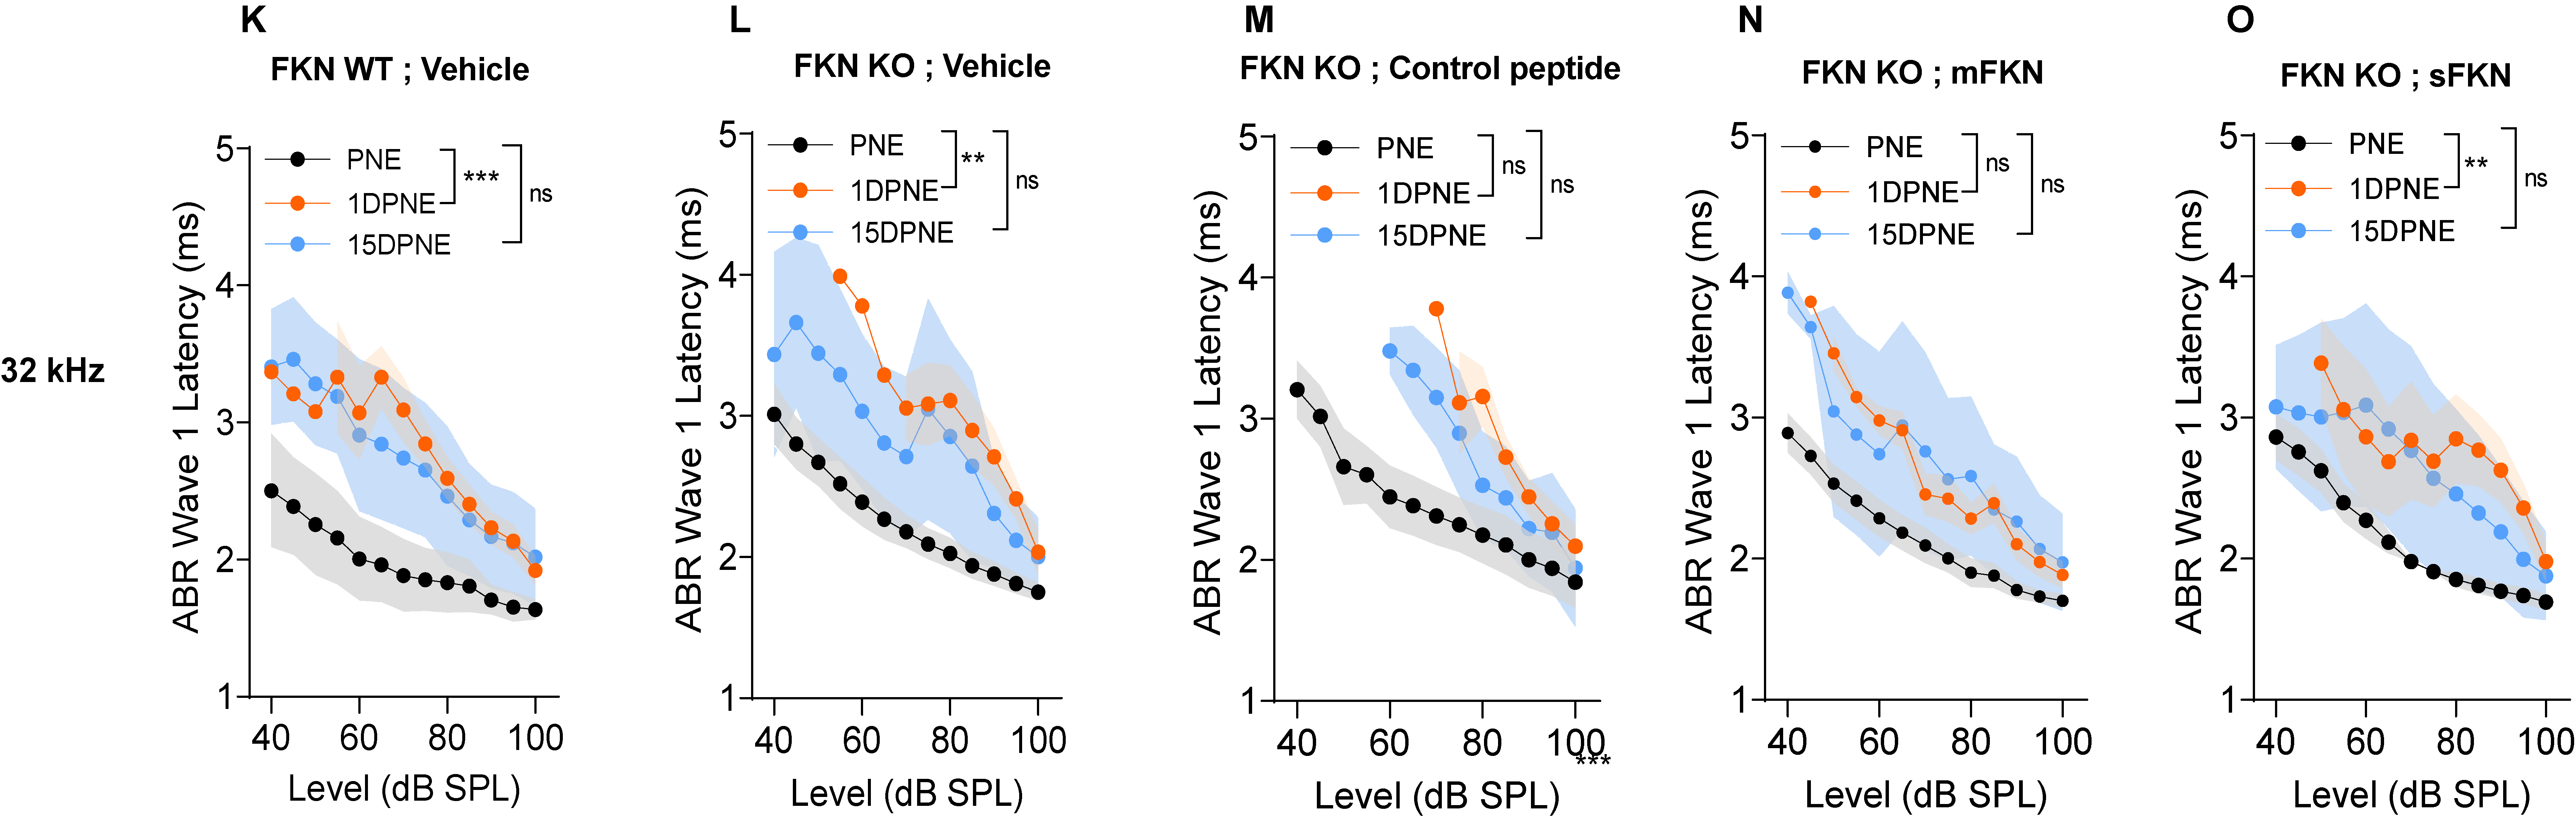 K
L
M
N
O
FKN WT ; Vehicle
FKN KO ; Vehicle
FKN KO ; Control peptide
FKN KO ; mFKN
FKN KO ; sFKN
32 kHz
ABR Wave 1 Latency (ms)
5
4
3
2
1
PNE
1DPNE
15DPNE
***
ns
40
60
80
100
Level (dB SPL)
ABR Wave 1 Latency (ms)
5
4
3
2
1
PNE
1DPNE
15DPNE
**
ns
40
60
80
100
Level (dB SPL)
ABR Wave 1 Latency (ms)
5
4
3
2
1
PNE
1DPNE
15DPNE
ns
ns
40
60
80
100
***
Level (dB SPL)
ABR Wave 1 Latency (ms)
5
4
3
2
1
PNE
1DPNE
15DPNE
ns
ns
40
60
80
100
Level (dB SPL)
ABR Wave 1 Latency (ms)
5
4
3
2
1
PNE
1DPNE
15DPNE
**
ns
40
60
80
100
Level (dB SPL)